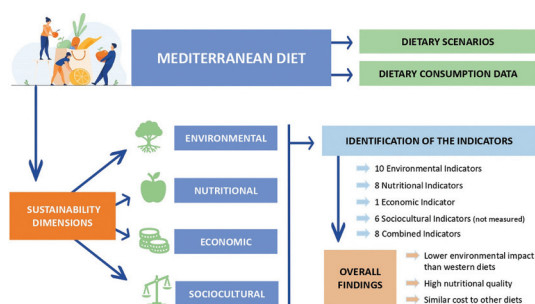 MEDITERRANEAN DIET
DIETARY SCENARIOS
DIETARY CONSUMPTION DATA
SUSTAINABILITY
DIMENSIONS
ENVIRONMENTAL
NUTRITIONAL
ECONOMIC
SOCIOCULTURAL
IDENTIFICATION OF THE INDICATORS
10 Environmental Indicators
8 Nutritional Indicators
1 Economic Indicator
6 Sociocultural Indicators (not measured)
8 Combined Indicators
OVERALL
FINDINGS
Lower environmental impact
than western diets
High nutritional quality
Similar cost to other diets